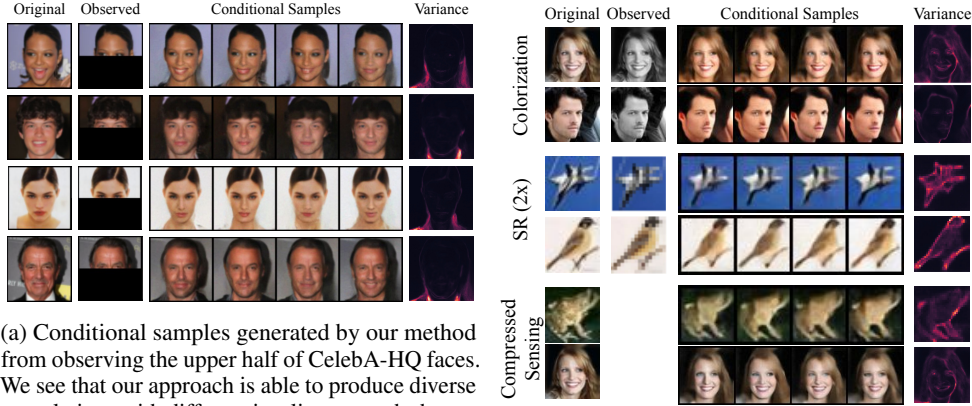 Original Observed Conditional Samples Variance
(a) Conditional samples generated by our method
from observing the upper half of CelebA-HQ faces.
We see that our approach is able to produce diverse
Original Observed Conditional Samples Variance
Colorization
SR (2x)
Compressed
Sensing